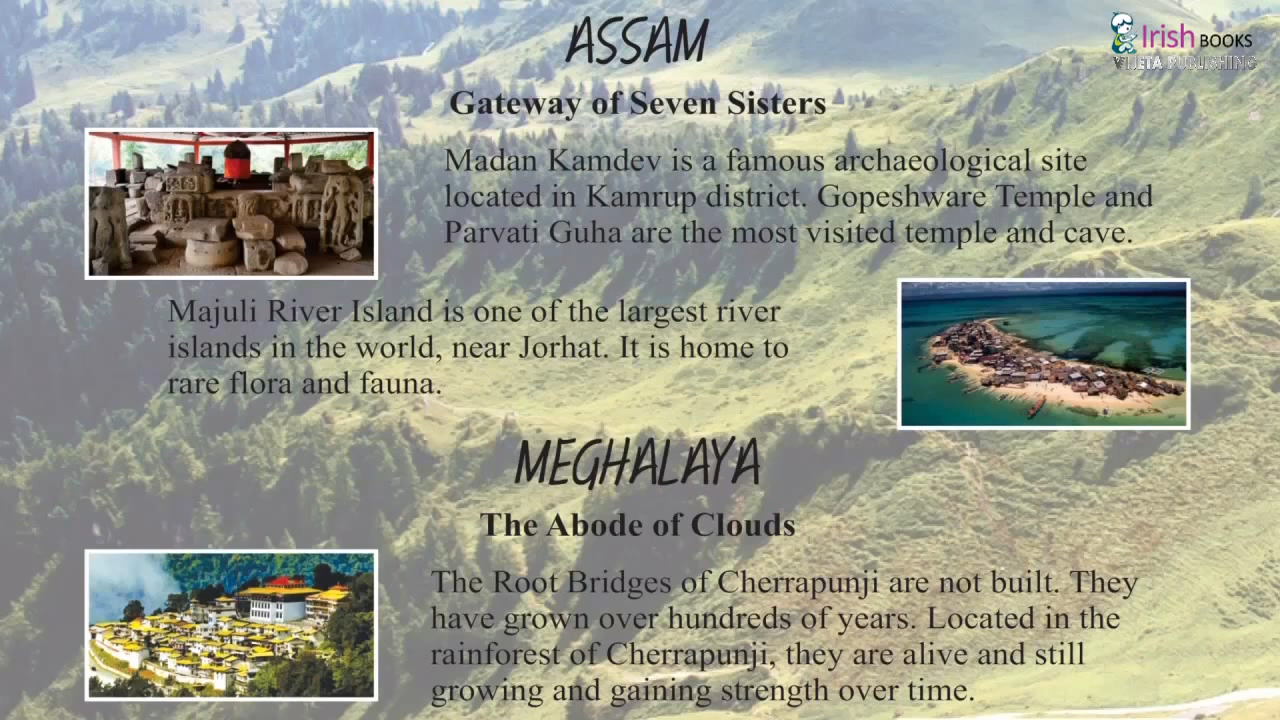 ASSAM
Irish BOOKS
VIJETA PUBLISHING
Gateway of Seven Sisters
Madan Kamdev is a famous archaeological site
located in Kamrup district. Gopeshware Temple and
Parvati Guha are the most visited temple and cave.
Majuli River Island is one of the largest river
islands in the world, near Jorhat. It is home to
rare flora and fauna.
MEGHALAYA
The Abode of Clouds
The Root Bridges of Cherrapunji are not built. They
have grown over hundreds of years. Located in the
rainforest of Cherrapunji, they are alive and still
growing and gaining strength over time.